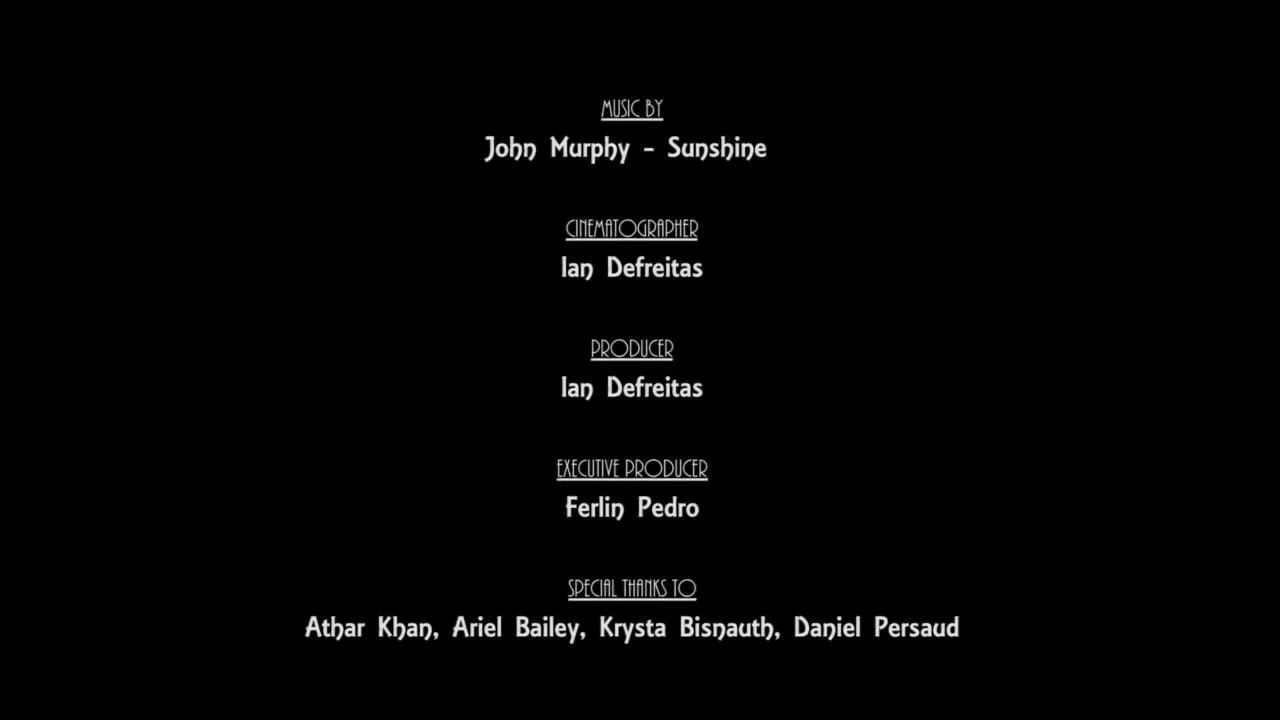 MUSIC BY
John Murphy - Sunshine
CINEMATOGRAPHER
Ian Defreitas
PRODUCER
Ian Defreitas
EXECUTIVE PRODUCER
Ferlin Pedro
SPECIAL THANKS TO
Athar Khan, Ariel Bailey, Krysta Bisnauth, Daniel Persaud